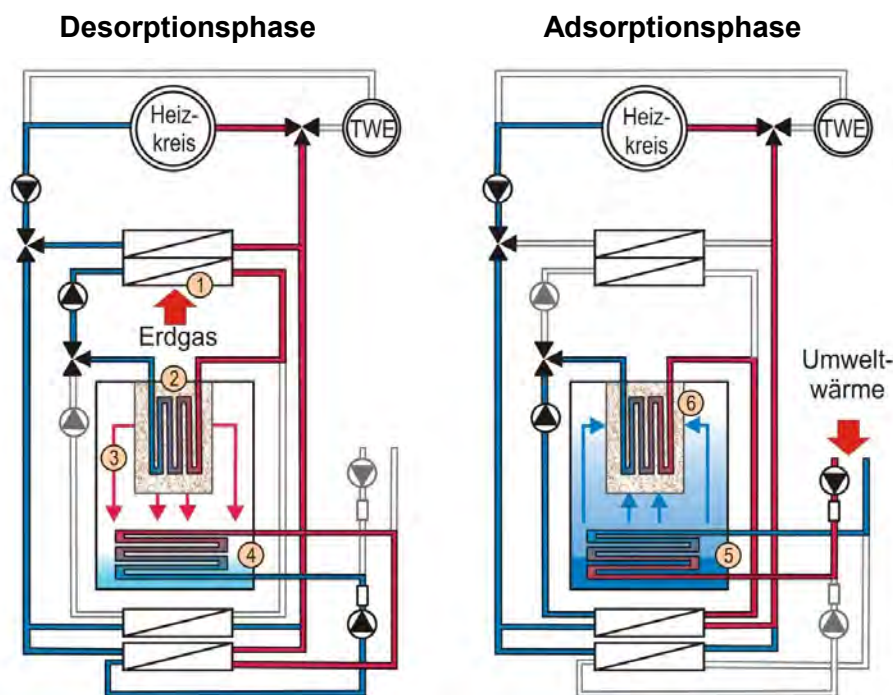 Desorptionsphase
Adsorptionsphase
Heiz-
kreis
TWE
Heiz-
kreis
TWE
1
Erdgas
2
3
4
Umwelt-
wärme
6
5